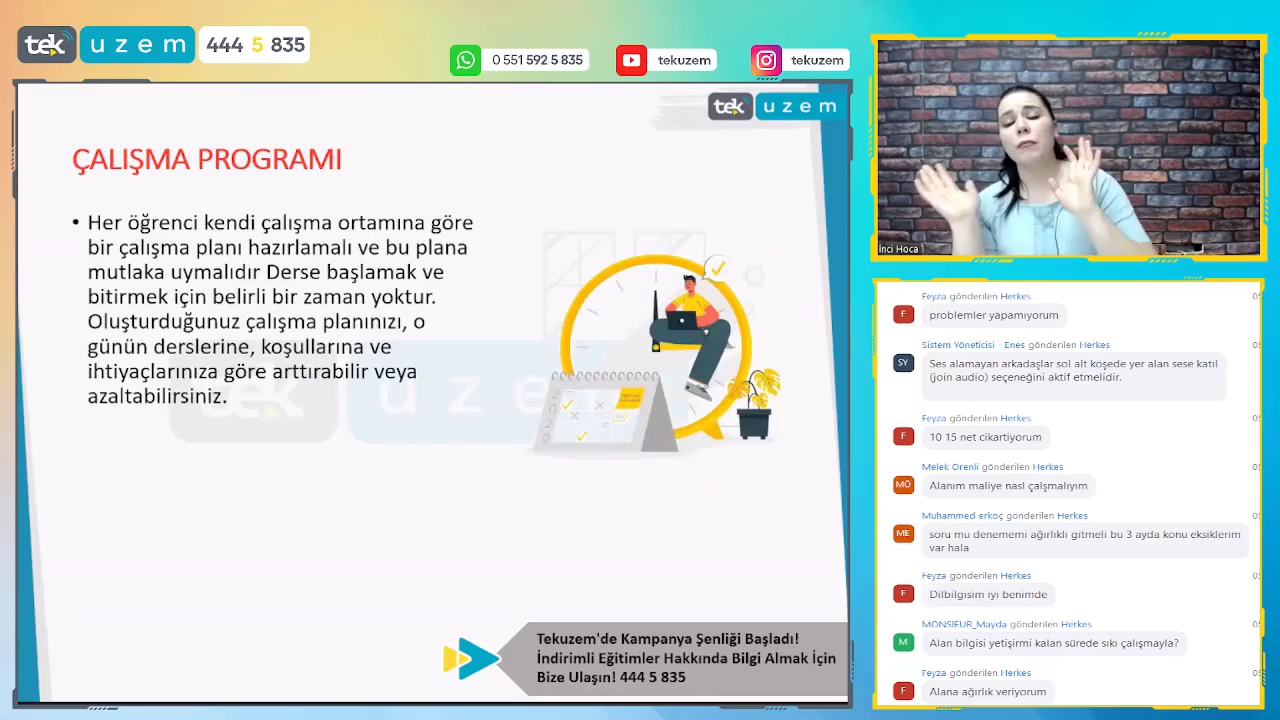 tek uzem 444 5 835
0 551 592 5 835
tekuzem
tekuzem
tek uzem
ÇALIŞMA PROGRAMI
• Her öğrenci kendi çalışma ortamına göre
bir çalışma planı hazırlamalı ve bu plana
mutlaka uymalıdır Derse başlamak ve
bitirmek için belirli bir zaman yoktur.
Oluşturduğunuz çalışma planınızı, o
günün derslerine, koşullarına ve
ihtiyaçlarınıza göre arttırabilir veya
azaltabilirsiniz.
tek uzem
Tekuzem'de Kampanya Şenliği Başladı!
İndirimli Eğitimler Hakkında Bilgi Almak İçin
Bize Ulaşın! 444 5 835
İnci Hoca
Feyza gönderilen Herkes
F
problemler yapamıyorum
Sistem Yöneticisi - Enes gönderilen Herkes
SY
Ses alamayan arkadaşlar sol alt köşede yer alan sese katıl
(join audio) seçeneğini aktif etmelidir.
Feyza gönderilen Herkes
F
10 15 net cikartiyorum
Melek Orenli gönderilen Herkes
MÖ
Alanım maliye nasl çalşmalıyım
Muhammed erkoç gönderilen Herkes
ME
soru mu denememi ağırlıklı gitmeli bu 3 ayda konu eksiklerim
var hala
Feyza gönderilen Herkes
F
Dilbilgisim iyi benimde
MONSIEUR_Mayda gönderilen Herkes
M
Alan bilgisi yetişirmi kalan sürede sıkı çalışmayla?
Feyza gönderilen Herkes
F
Alana ağırlık veriyorum